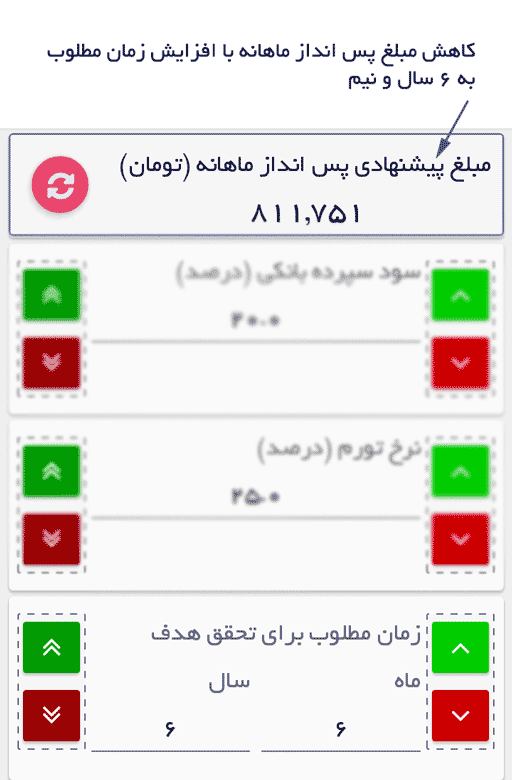 کاهش مبلغ پس انداز ماهانه با افزایش زمان مطلوب
به ۶ سال و نیم
مبلغ پیشنهادی پس انداز ماهانه (تومان)
۸۱۱,۷۵۱
سود سپرده بانکی (درصد)
۲۰.۰
نرخ تورم (درصد)
۲۵.۰
زمان مطلوب برای تحقق هدف
ماه سال
۶ ۶